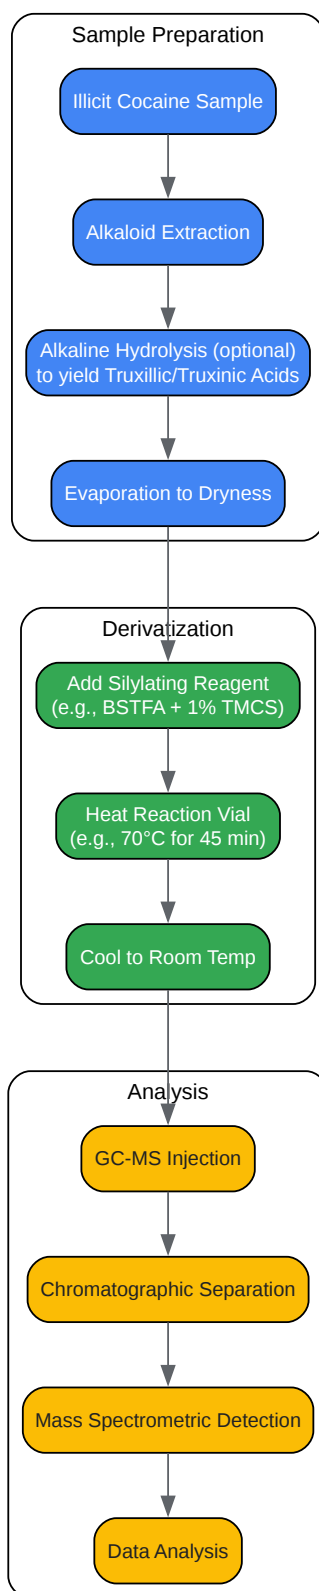 Sample Preparation
Illicit Cocaine Sample
Alkaloid Extraction
Alkaline Hydrolysis (optional)
to yield Truxillic/Truxinic Acids
Evaporation to Dryness
Derivatization
Add Silylating Reagent
(e.g., BSTFA + 1% TMCS)
Heat Reaction Vial
(e.g., 70°C for 45 min)
Cool to Room Temp
Analysis
GC-MS Injection
Chromatographic Separation
Mass Spectrometric Detection
Data Analysis